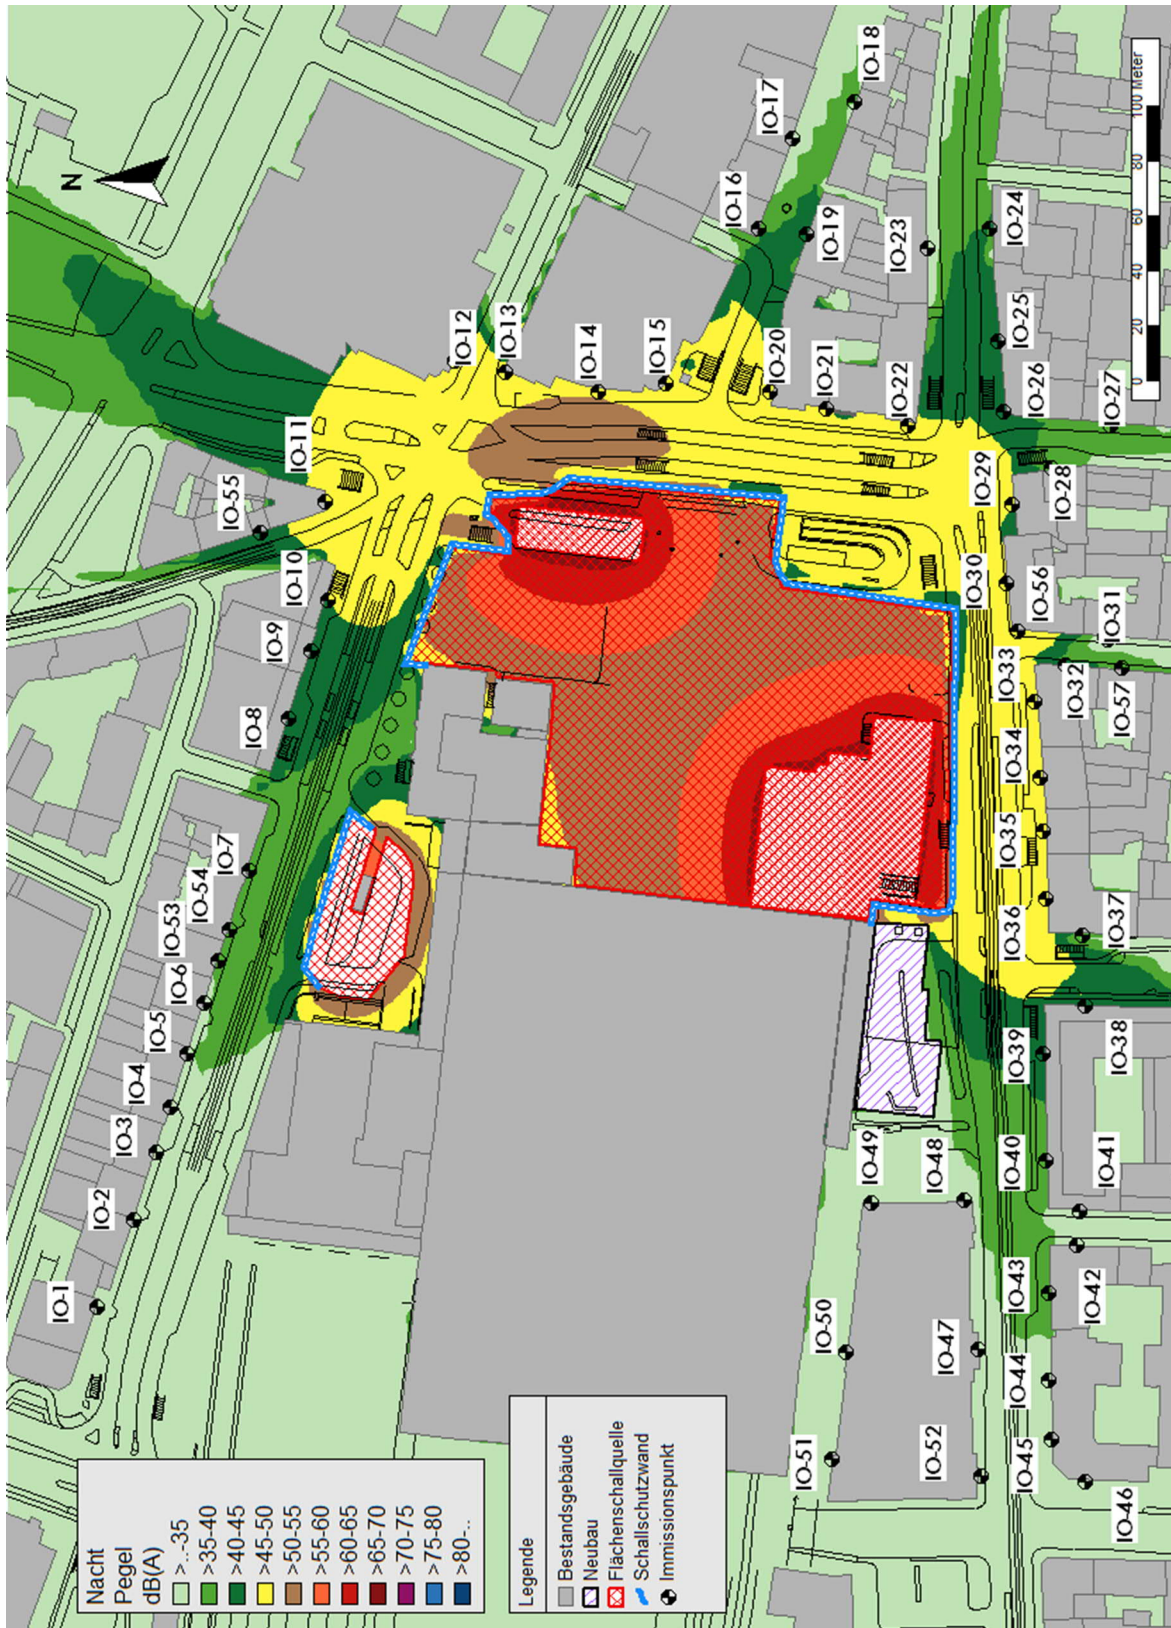 Nacht
Pegel
dB(A)
>..-35
>35-40
>40-45
>45-50
>50-55
>55-60
>60-65
>65-70
>70-75
>75-80
>80-..
Legende
Bestandsgebäude
Neubau
Flächenschallquelle
Schallschutzwand
Immissionspunkt
N
IO-1
IO-2
IO-3
IO-4
IO-5
IO-6
IO-53
IO-54
IO-7
IO-8
IO-9
IO-10
IO-55
IO-11
IO-12
IO-13
IO-14
IO-15
IO-16
IO-17
IO-18
IO-19
IO-20
IO-21
IO-22
IO-23
IO-24
IO-25
IO-26
IO-27
IO-28
IO-29
IO-30
IO-56
IO-31
IO-32
IO-57
IO-33
IO-34
IO-35
IO-36
IO-37
IO-38
IO-39
IO-40
IO-41
IO-42
IO-43
IO-44
IO-45
IO-46
IO-47
IO-48
IO-49
IO-50
IO-51
IO-52
0 20 40 60 80 100 Meter